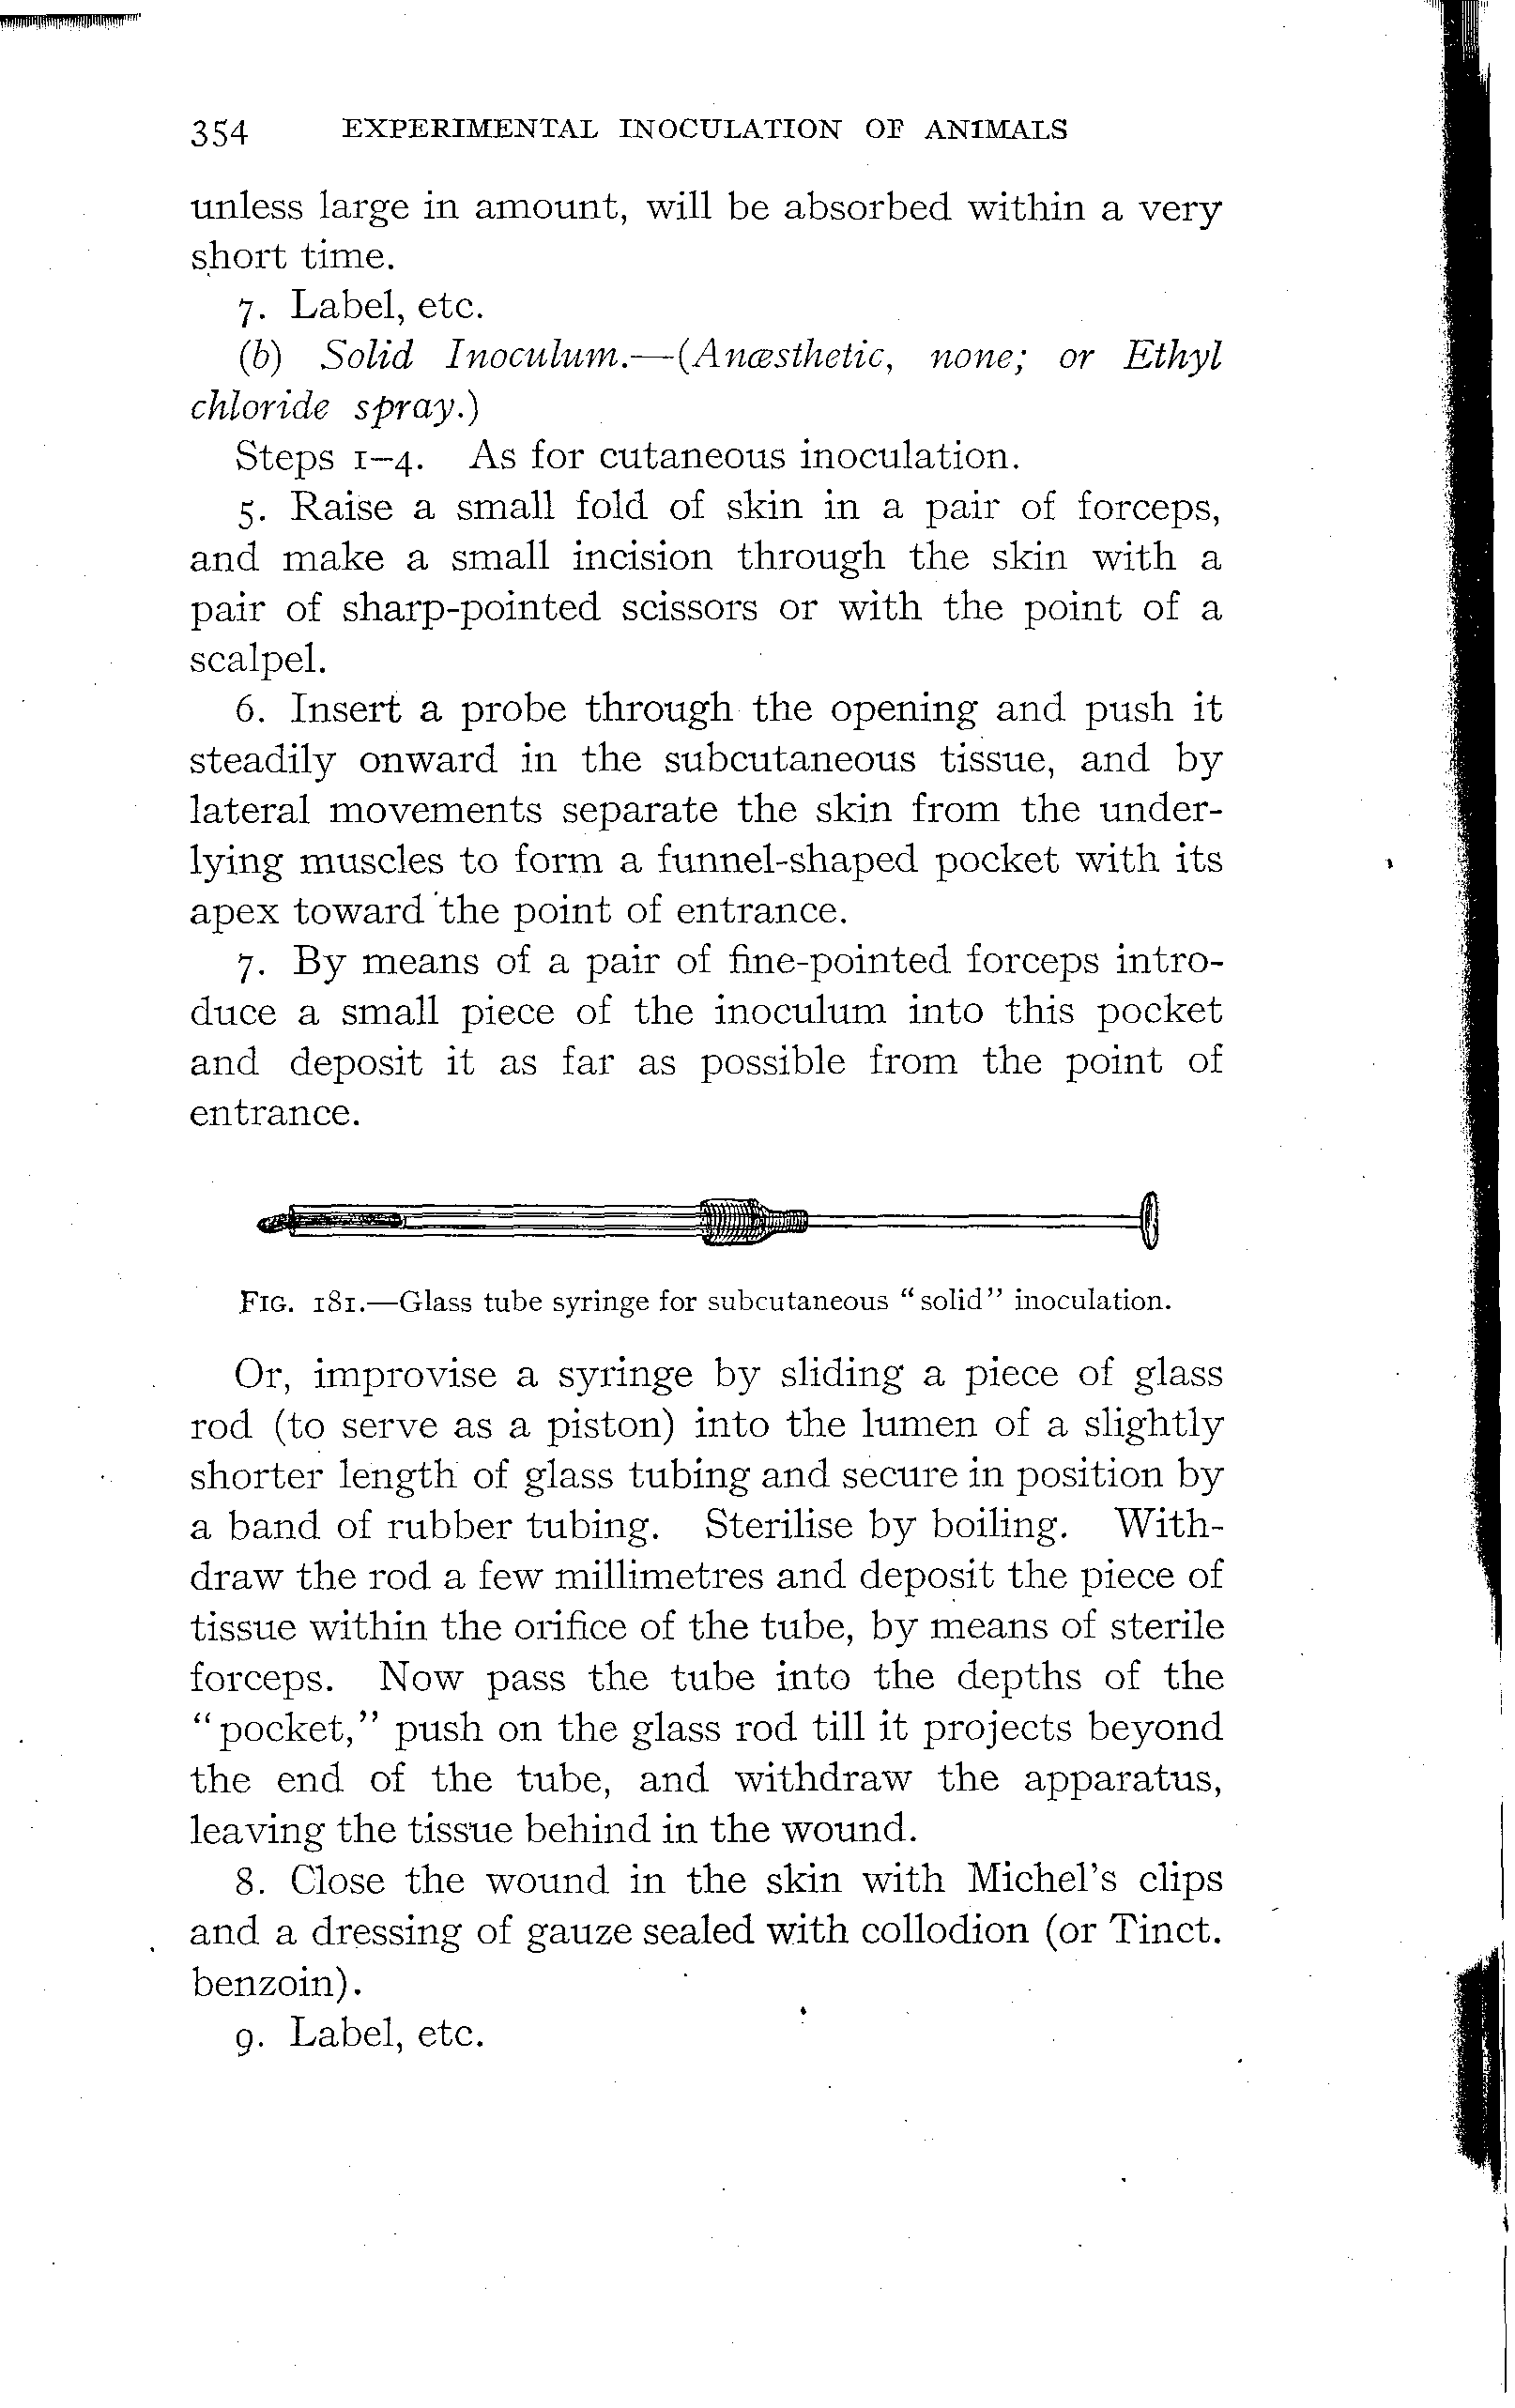 354 EXPERIMENTAL INOCULATION OF ANIMALS
unless large in amount, will be absorbed within a very
short time.
7. Label, etc.
(b) Solid Inoculum.—(Anæsthetic, none; or Ethyl
chloride spray.)
Steps 1–4. As for cutaneous inoculation.
5. Raise a small fold of skin in a pair of forceps,
and make a small incision through the skin with a
pair of sharp-pointed scissors or with the point of a
scalpel.
6. Insert a probe through the opening and push it
steadily onward in the subcutaneous tissue, and by
lateral movements separate the skin from the under-
lying muscles to form a funnel-shaped pocket with its
apex toward the point of entrance.
7. By means of a pair of fine-pointed forceps intro-
duce a small piece of the inoculum into this pocket
and deposit it as far as possible from the point of
entrance.
FIG. 181.—Glass tube syringe for subcutaneous "solid" inoculation.
Or, improvise a syringe by sliding a piece of glass
rod (to serve as a piston) into the lumen of a slightly
shorter length of glass tubing and secure in position by
a band of rubber tubing. Sterilise by boiling. With-
draw the rod a few millimetres and deposit the piece of
tissue within the orifice of the tube, by means of sterile
forceps. Now pass the tube into the depths of the
"pocket," push on the glass rod till it projects beyond
the end of the tube, and withdraw the apparatus,
leaving the tissue behind in the wound.
8. Close the wound in the skin with Michel's clips
and a dressing of gauze sealed with collodion (or Tinct.
benzoin).
9. Label, etc.